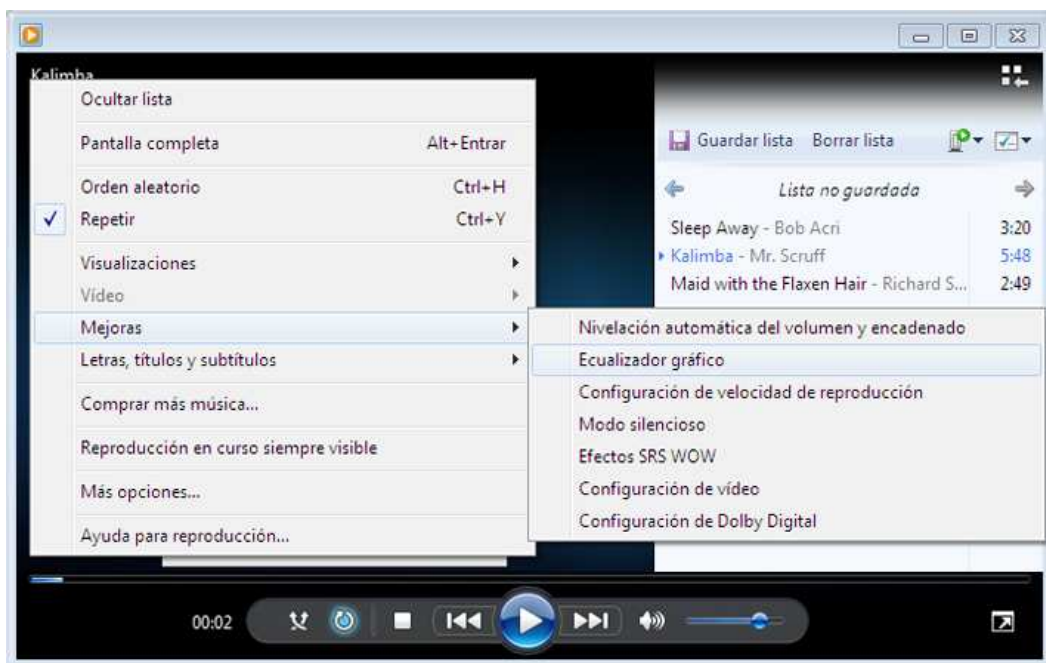 Kalimba
Ocultar lista
Pantalla completa Alt+Entrar
Orden aleatorio Ctrl+H
Repetir Ctrl+Y
Visualizaciones
Vídeo
Mejoras
Letras, títulos y subtítulos
Comprar más música...
Reproducción en curso siempre visible
Más opciones...
Ayuda para reproducción...
Nivelación automática del volumen y encadenado
Ecualizador gráfico
Configuración de velocidad de reproducción
Modo silencioso
Efectos SRS WOW
Configuración de vídeo
Configuración de Dolby Digital
Guardar lista Borrar lista
Lista no guardada
Sleep Away - Bob Acri 3:20
Kalimba - Mr. Scruff 5:48
Maid with the Flaxen Hair - Richard S... 2:49
00:02